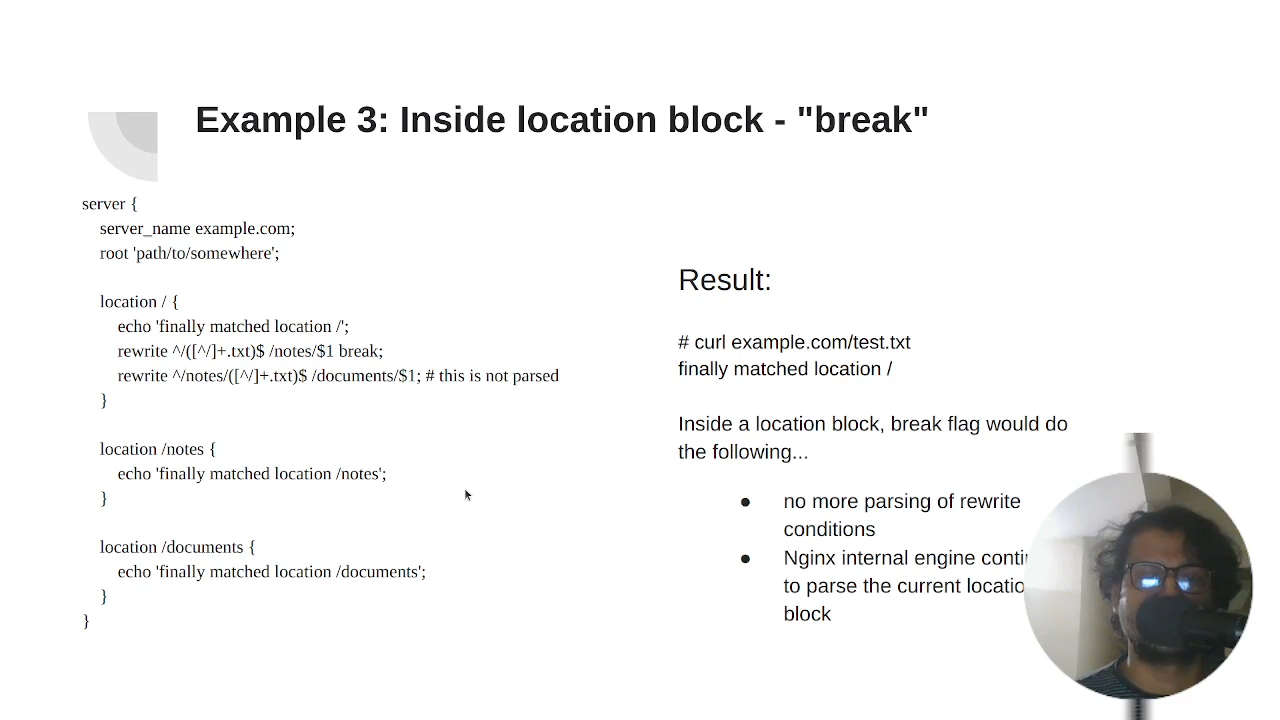 Example 3: Inside location block - "break"
server {
server_name example.com;
root 'path/to/somewhere';
location / {
echo 'finally matched location /';
rewrite ^/([^/]+.txt)$ /notes/$1 break;
rewrite ^/notes/([^/]+.txt)$ /documents/$1; # this is not parsed
}
location /notes {
echo 'finally matched location /notes';
}
location /documents {
echo 'finally matched location /documents';
}
}
Result:
# curl example.com/test.txt
finally matched location /
Inside a location block, break flag would do
the following...
● no more parsing of rewrite
conditions
● Nginx internal engine
to parse the current
block